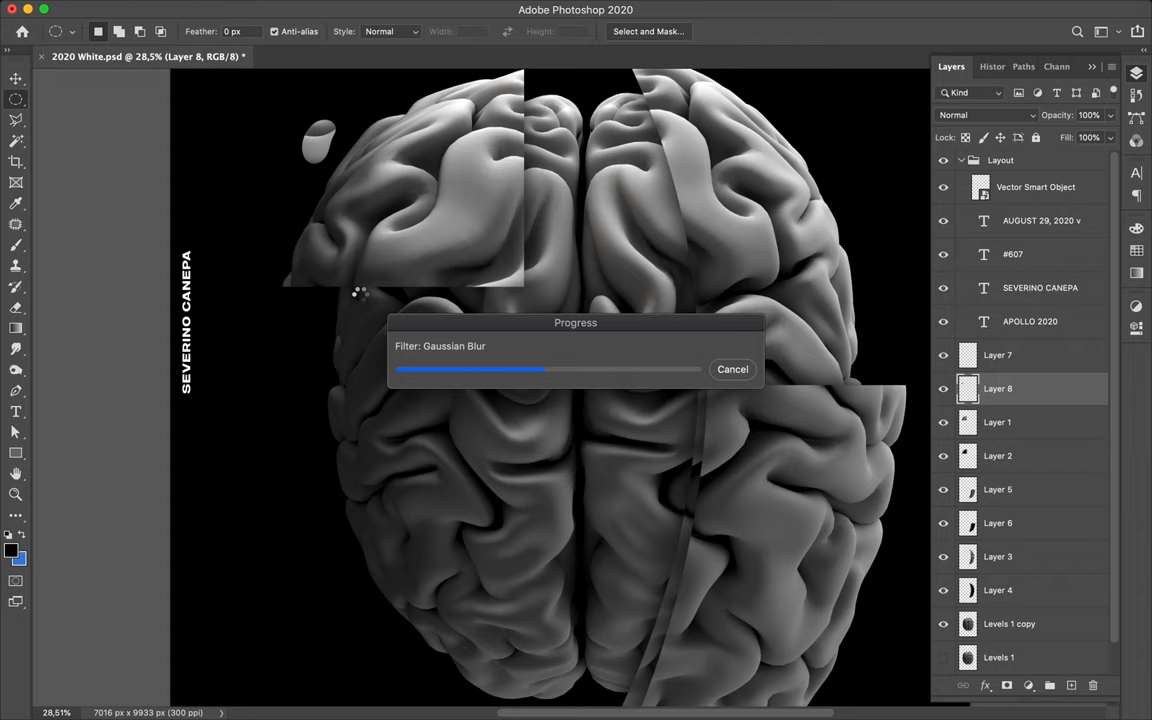 Adobe Photoshop 2020
Feather: 0 px Anti-alias Style: Normal Width: Height: Select and Mask...
2020 White.psd @ 28,5% (Layer 8, RGB/8) *
Layers Histor Paths Chann
Kind
Normal Opacity: 100%
Lock: Fill: 100%
Layout
Vector Smart Object
AUGUST 29, 2020 v
#607
SEVERINO CANEPA
APOLLO 2020
Layer 7
Layer 8
Layer 1
Layer 2
Layer 5
Layer 6
Layer 3
Layer 4
Levels 1 copy
Levels 1
SEVERINO CANEPA
Progress
Filter: Gaussian Blur
Cancel
28,51% 7016 px x 9933 px (300 ppi)